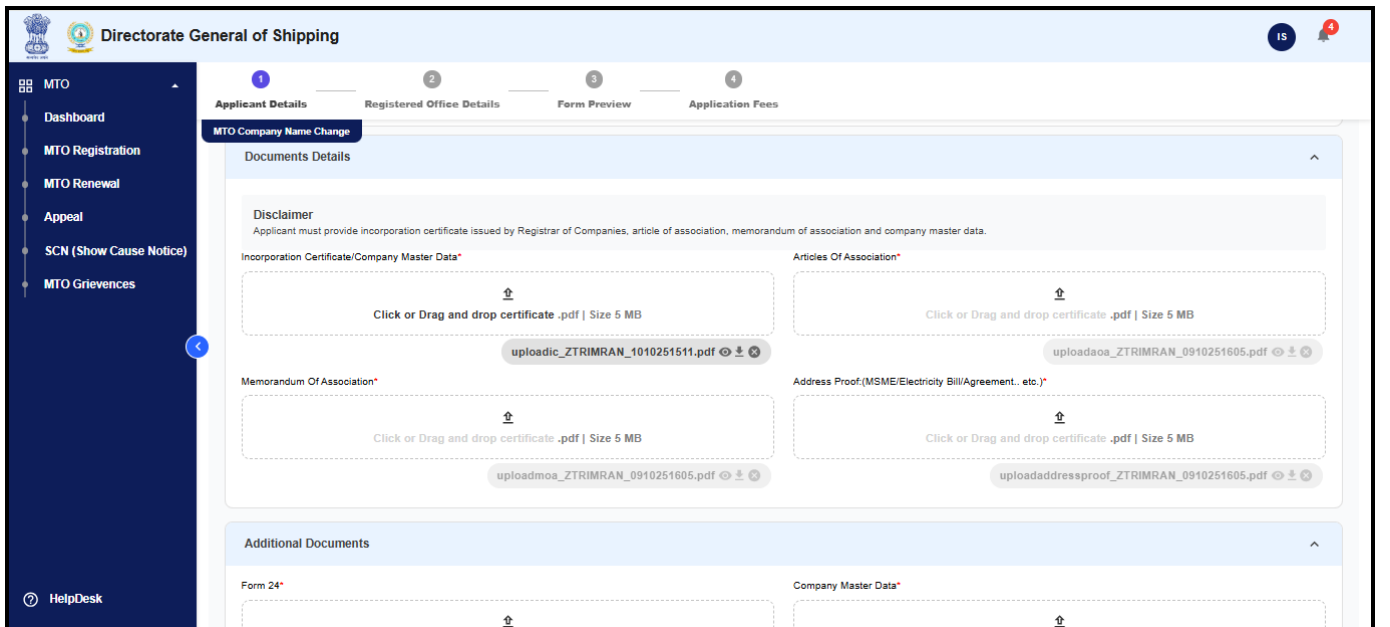 Directorate General of Shipping
IS
4
MTO
Dashboard
MTO Registration
MTO Renewal
Appeal
SCN (Show Cause Notice)
MTO Grievences
HelpDesk
1 2 3 4
Applicant Details Registered Office Details Form Preview Application Fees
MTO Company Name Change
Documents Details
Disclaimer
Applicant must provide incorporation certificate issued by Registrar of Companies, article of association, memorandum of association and company master data.
Incorporation Certificate/Company Master Data*
Click or Drag and drop certificate .pdf | Size 5 MB
uploadic_ZTRIMRAN_1010251511.pdf
Articles Of Association*
Click or Drag and drop certificate .pdf | Size 5 MB
uploadaoa_ZTRIMRAN_0910251605.pdf
Memorandum Of Association*
Click or Drag and drop certificate .pdf | Size 5 MB
uploadmoa_ZTRIMRAN_0910251605.pdf
Address Proof:(MSME/Electricity Bill/Agreement.. etc.)*
Click or Drag and drop certificate .pdf | Size 5 MB
uploadaddressproof_ZTRIMRAN_0910251605.pdf
Additional Documents
Form 24*
Company Master Data*